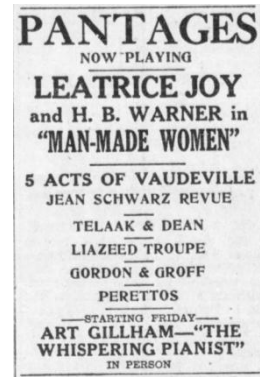 PANTAGES
NOW PLAYING
LEATRICE JOY
and H. B. WARNER in
"MAN-MADE WOMEN"
5 ACTS OF VAUDEVILLE
JEAN SCHWARZ REVUE
TELAAK & DEAN
LIAZEED TROUPE
GORDON & GROFF
PERETTOS
STARTING FRIDAY
ART GILLHAM—"THE
WHISPERING PIANIST"
IN PERSON